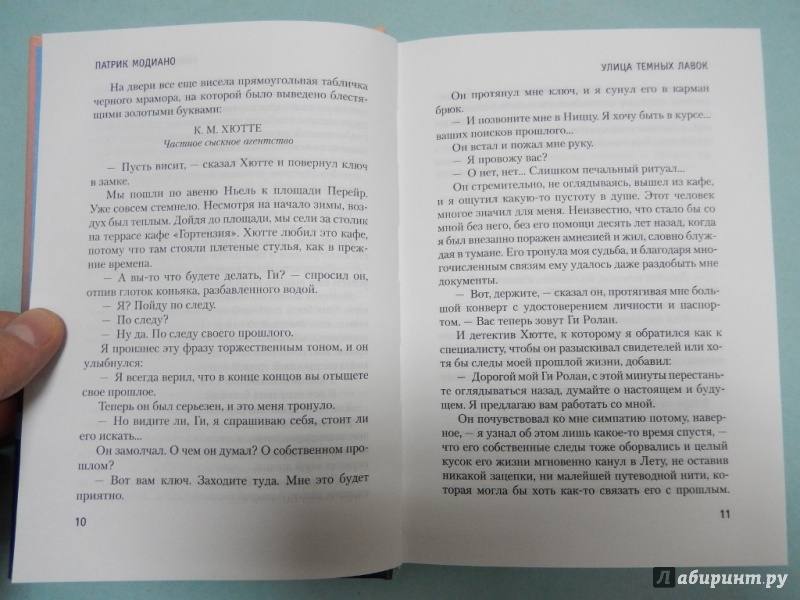 ПАТРИК МОДИАНО
На двери все еще висела прямоугольная табличка
черного мрамора, на которой было выведено блестя-
щими золотыми буквами:
К. М. ХЮТТЕ
Частное сыскное агентство
— Пусть висит, — сказал Хютте и повернул ключ
в замке.
Мы пошли по авеню Ньель к площади Перейр.
Уже совсем стемнело. Несмотря на начало зимы, воз-
дух был теплым. Дойдя до площади, мы сели за столик
на террасе кафе «Гортензия». Хютте любил это кафе,
потому что там стояли плетеные стулья, как в преж-
ние времена.
— А вы-то что будете делать, Ги? — спросил он,
отпив глоток коньяка, разбавленного водой.
— Я? Пойду по следу.
— По следу?
— Ну да. По следу своего прошлого.
Я произнес эту фразу торжественным тоном, и он
улыбнулся:
— Я всегда верил, что в конце концов вы отыщете
свое прошлое.
Теперь он был серьезен, и это меня тронуло.
— Но видите ли, Ги, я спрашиваю себя, стоит ли
его искать...
Он замолчал. О чем он думал? О собственном про-
шлом?
— Вот вам ключ. Заходите туда. Мне это будет
приятно.
10
УЛИЦА ТЕМНЫХ ЛАВОК
Он протянул мне ключ, и я сунул его в карман
брюк.
— И позвоните мне в Ниццу. Я хочу быть в курсе...
ваших поисков прошлого...
Он встал и пожал мне руку.
— Я провожу вас?
— О нет, нет... Слишком печальный ритуал...
Он стремительно, не оглядываясь, вышел из кафе,
и я ощутил какую-то пустоту в душе. Этот человек
многое значил для меня. Неизвестно, что стало бы со
мной без него, без его помощи десять лет назад, когда
я был внезапно поражен амнезией и жил, словно блуж-
дая в тумане. Его тронула моя судьба, и благодаря мно-
гочисленным связям ему удалось даже раздобыть мне
документы.
— Вот, держите, — сказал он, протягивая мне боль-
шой конверт с удостоверением личности и паспор-
том. — Вас теперь зовут Ги Ролан.
И детектив Хютте, к которому я обратился как к
специалисту, чтобы он разыскивал свидетелей или хотя
бы следы моей прошлой жизни, добавил:
— Дорогой мой Ги Ролан, с этой минуты перестань-
те оглядываться назад, думайте о настоящем и буду-
щем. Я предлагаю вам работать со мной.
Он почувствовал ко мне симпатию потому, навер-
ное, — я узнал об этом лишь какое-то время спустя, —
что его собственные следы тоже оборвались и целый
кусок его жизни мгновенно канул в Лету, не оставив
никакой зацепки, ни малейшей путеводной нити, ко-
торая могла бы хоть как-то связать его с прошлым.
11
Лабиринт.ру